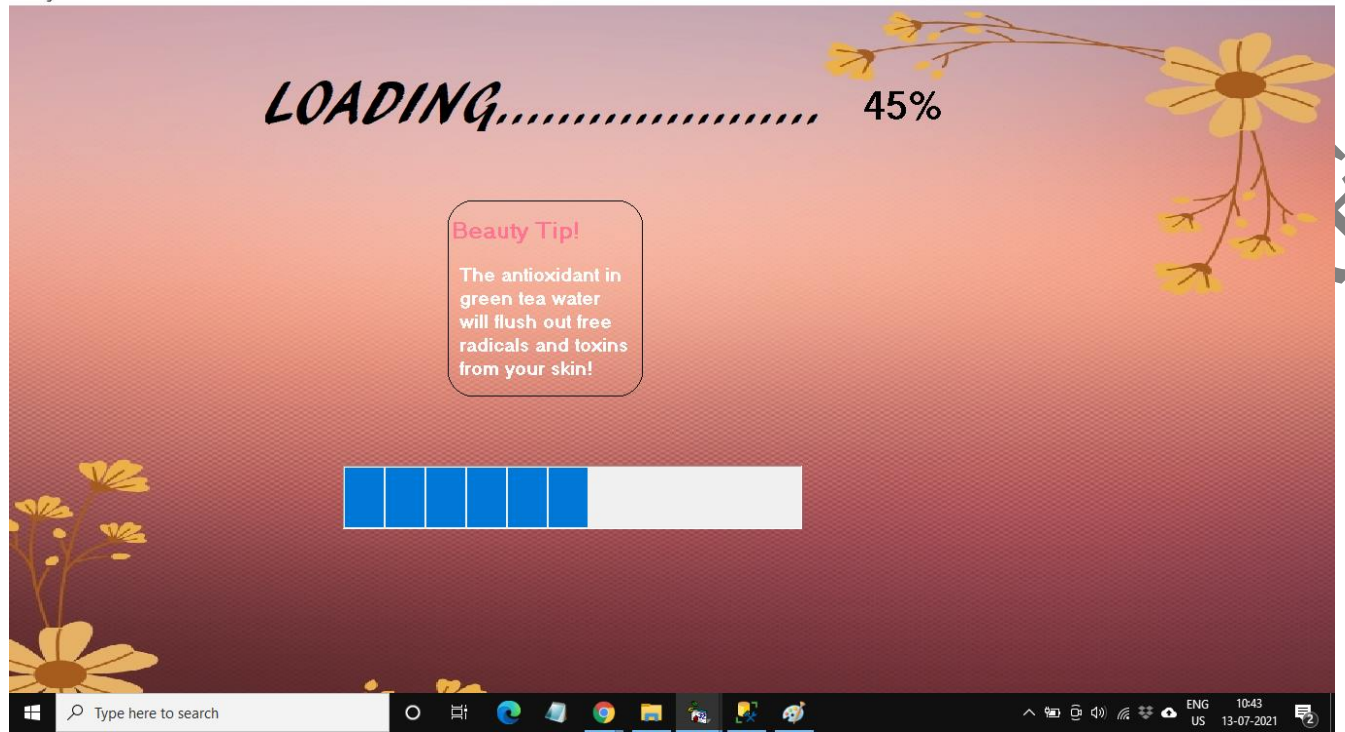 LOADING..................... 45%
Beauty Tip!
The antioxidant in
green tea water
will flush out free
radicals and toxins
from your skin!
Type here to search
ENG 10:43
US 13-07-2021
2